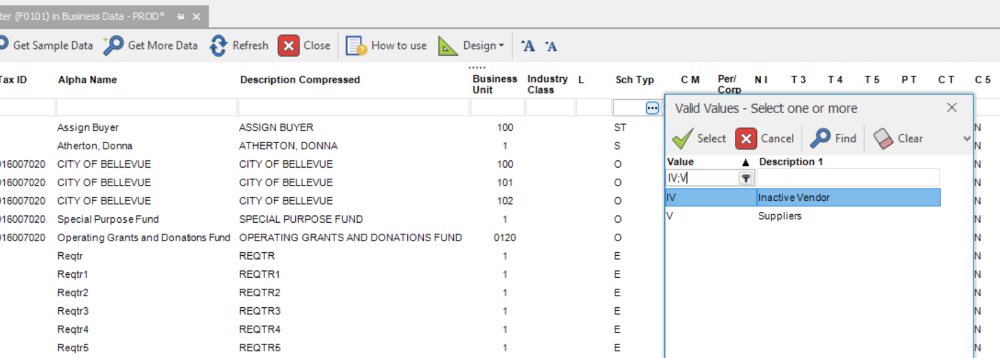 ter (F0101) in Business Data - PROD*
Get Sample Data Get More Data Refresh Close How to use Design A A
Tax ID Alpha Name Description Compressed Business Unit Industry Class L Sch Typ C M Per/ Corp N I T 3 T 4 T 5 P T C T C 5
Valid Values - Select one or more
Select Cancel Find Clear
Value Description 1
IV;V
IV Inactive Vendor
V Suppliers
Assign Buyer ASSIGN BUYER 100 ST N
Atherton, Donna ATHERTON, DONNA 1 S N
916007020 CITY OF BELLEVUE CITY OF BELLEVUE 100 O N
916007020 CITY OF BELLEVUE CITY OF BELLEVUE 101 O N
916007020 CITY OF BELLEVUE CITY OF BELLEVUE 102 O N
916007020 Special Purpose Fund SPECIAL PURPOSE FUND 1 O N
916007020 Operating Grants and Donations Fund OPERATING GRANTS AND DONATIONS FUND 0120 O N
Reqtr REQTR 1 E N
Reqtr1 REQTR1 1 E N
Reqtr2 REQTR2 1 E N
Reqtr3 REQTR3 1 E N
Reqtr4 REQTR4 1 E N
Reqtr5 REQTR5 1 E N